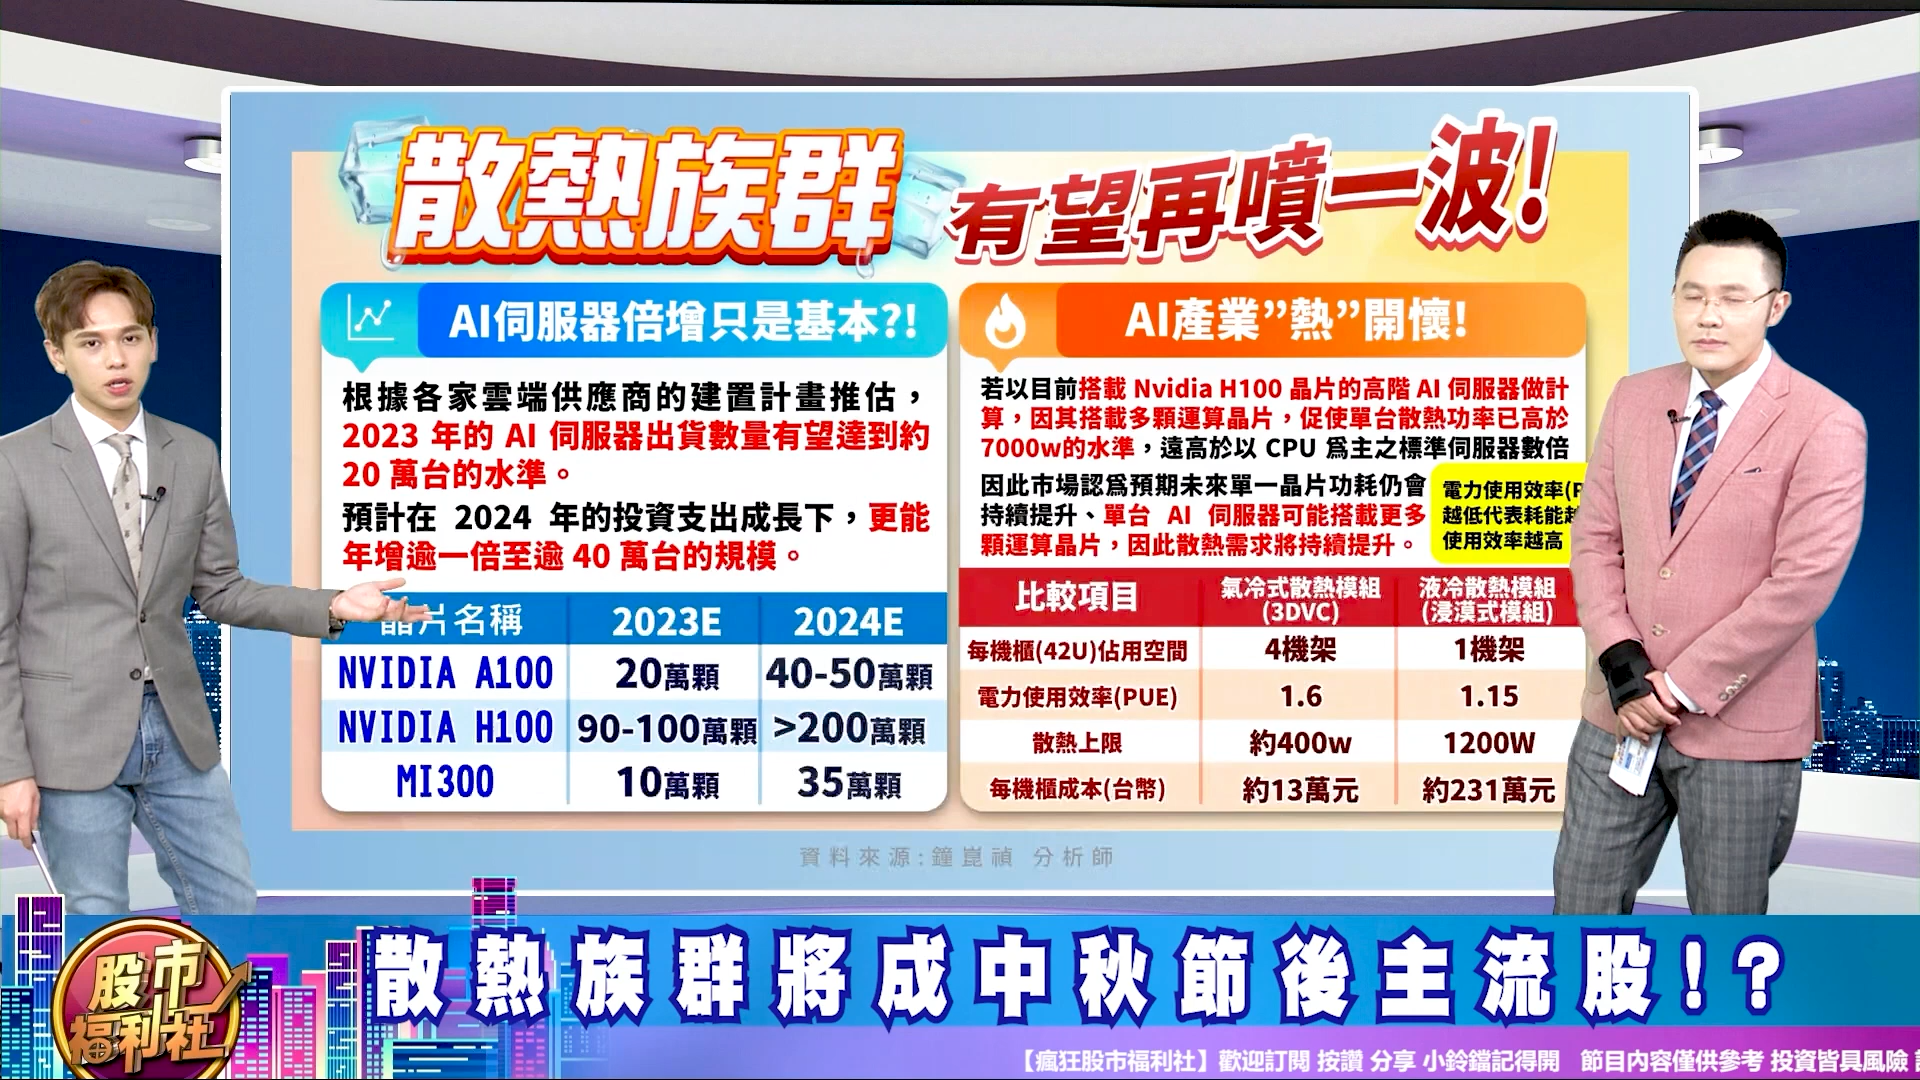 散熱族群 有望再噴一波!
AI伺服器倍增只是基本?!
根據各家雲端供應商的建置計畫推估，
2023 年的 AI 伺服器出貨數量有望達到約
20 萬台的水準。
預計在 2024 年的投資支出成長下，更能
年增逾一倍至逾 40 萬台的規模。
晶片名稱 2023E 2024E
NVIDIA A100 20萬顆 40-50萬顆
NVIDIA H100 90-100萬顆 >200萬顆
MI300 10萬顆 35萬顆
AI產業”熱”開懷!
若以目前搭載 Nvidia H100 晶片的高階 AI 伺服器做計
算，因其搭載多顆運算晶片，促使單台散熱功率已高於
7000w的水準，遠高於以 CPU 爲主之標準伺服器數倍
因此市場認爲預期未來單一晶片功耗仍會
持續提升、單台 AI 伺服器可能搭載更多
顆運算晶片，因此散熱需求將持續提升。
電力使用效率(P
越低代表耗能越
使用效率越高
比較項目 氣冷式散熱模組 (3DVC) 液冷散熱模組 (浸漠式模組)
每機櫃(42U)佔用空間 4機架 1機架
電力使用效率(PUE) 1.6 1.15
散熱上限 約400w 1200W
每機櫃成本(台幣) 約13萬元 約231萬元
資料來源:鐘崑禎 分析師
股市
福利社
散熱族群將成中秋節後主流股!?
【瘋狂股市福利社】歡迎訂閱 按讚 分享 小鈴鐺記得開 節目內容僅供參考 投資皆具風險